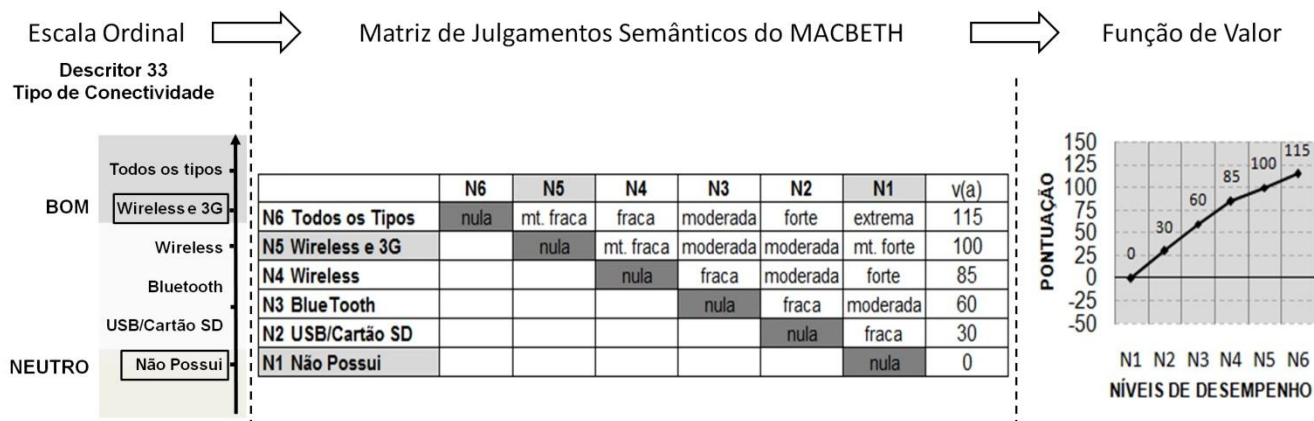 Escala Ordinal
Matriz de Julgamentos Semânticos do MACBETH
Função de Valor
Descritor 33
Tipo de Conectividade
BOM
NEUTRO
Todos os tipos
Wireless e 3G
Wireless
Bluetooth
USB/Cartão SD
Não Possui
N6 N5 N4 N3 N2 N1 v(a)
N6 Todos os Tipos nula mt. fraca fraca moderada forte extrema 115
N5 Wireless e 3G nula mt. fraca moderada moderada mt. forte 100
N4 Wireless nula fraca moderada forte 85
N3 BlueTooth nula fraca moderada 60
N2 USB/Cartão SD nula fraca 30
N1 Não Possui nula 0
PONTUAÇÃO
150
125
100
75
50
25
0
-25
-50
0 30 60 85 100 115
N1 N2 N3 N4 N5 N6
NÍVEIS DE DESEMPENHO